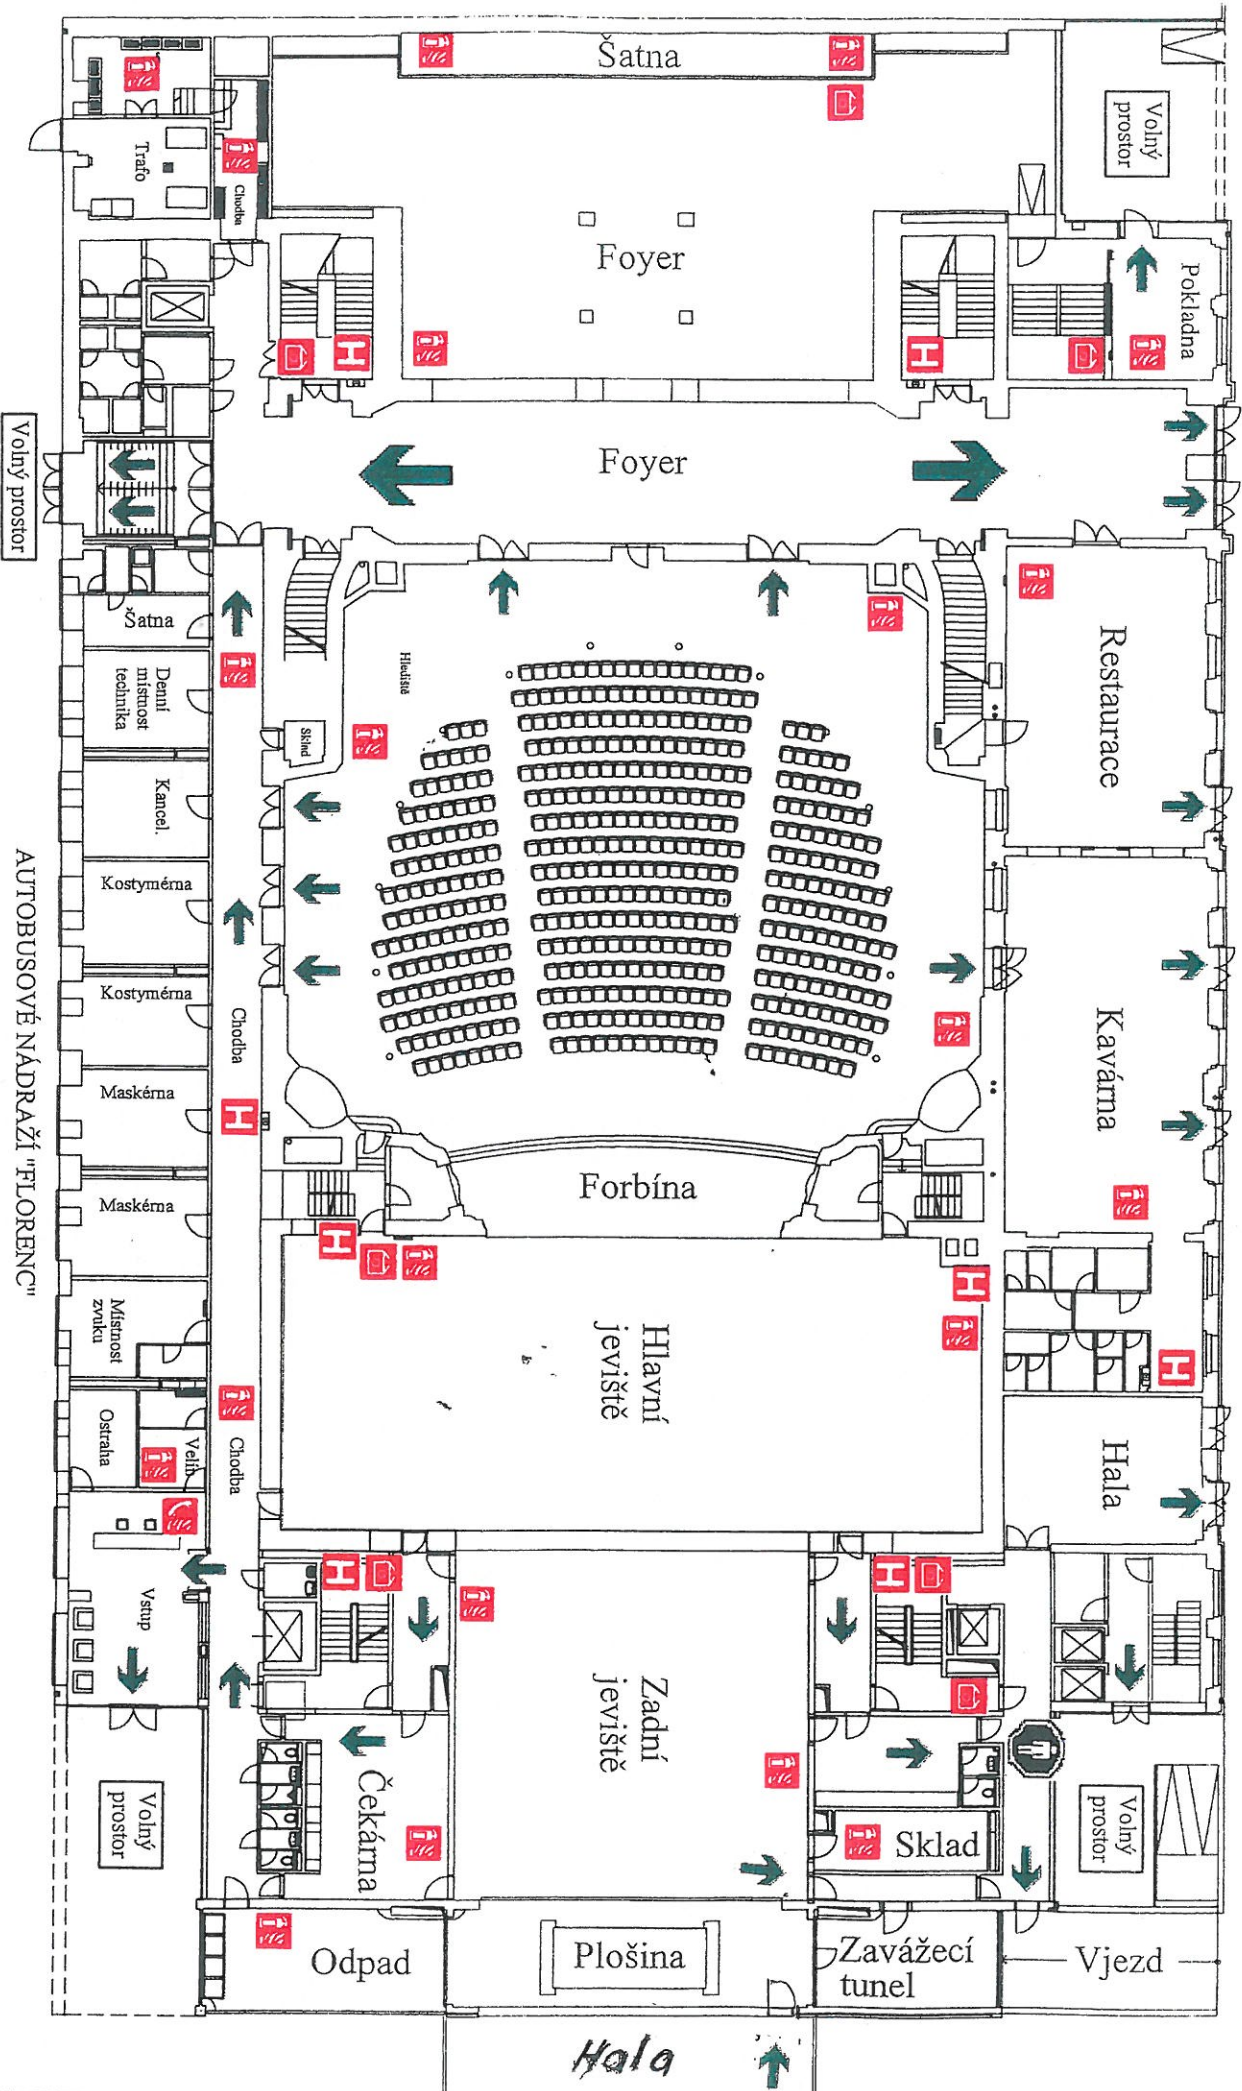 Šatna
Volný
prostor
Trafo
Chodba
Foyer
Pokladna
Foyer
Volný prostor
Šatna
Denní
místnost
technika
Hlediště
Sklad
Restaurace
Kancel.
Kostymérna
Kostymérna
Chodba
Kavárna
Maskérna
Maskérna
Forbína
AUTOBUSOVÉ NÁDRAŽÍ "FLORENC"
Místnost
zvuku
Hlavní
jeviště
Ostraha
Velín
Chodba
Hala
H
H
H
H
H
H
H
H
Vstup
Zadní
jeviště
Čekárna
Sklad
Volný
prostor
Volný
prostor
Odpad
Plošina
Zavážecí
tunel
Vjezd
Hala